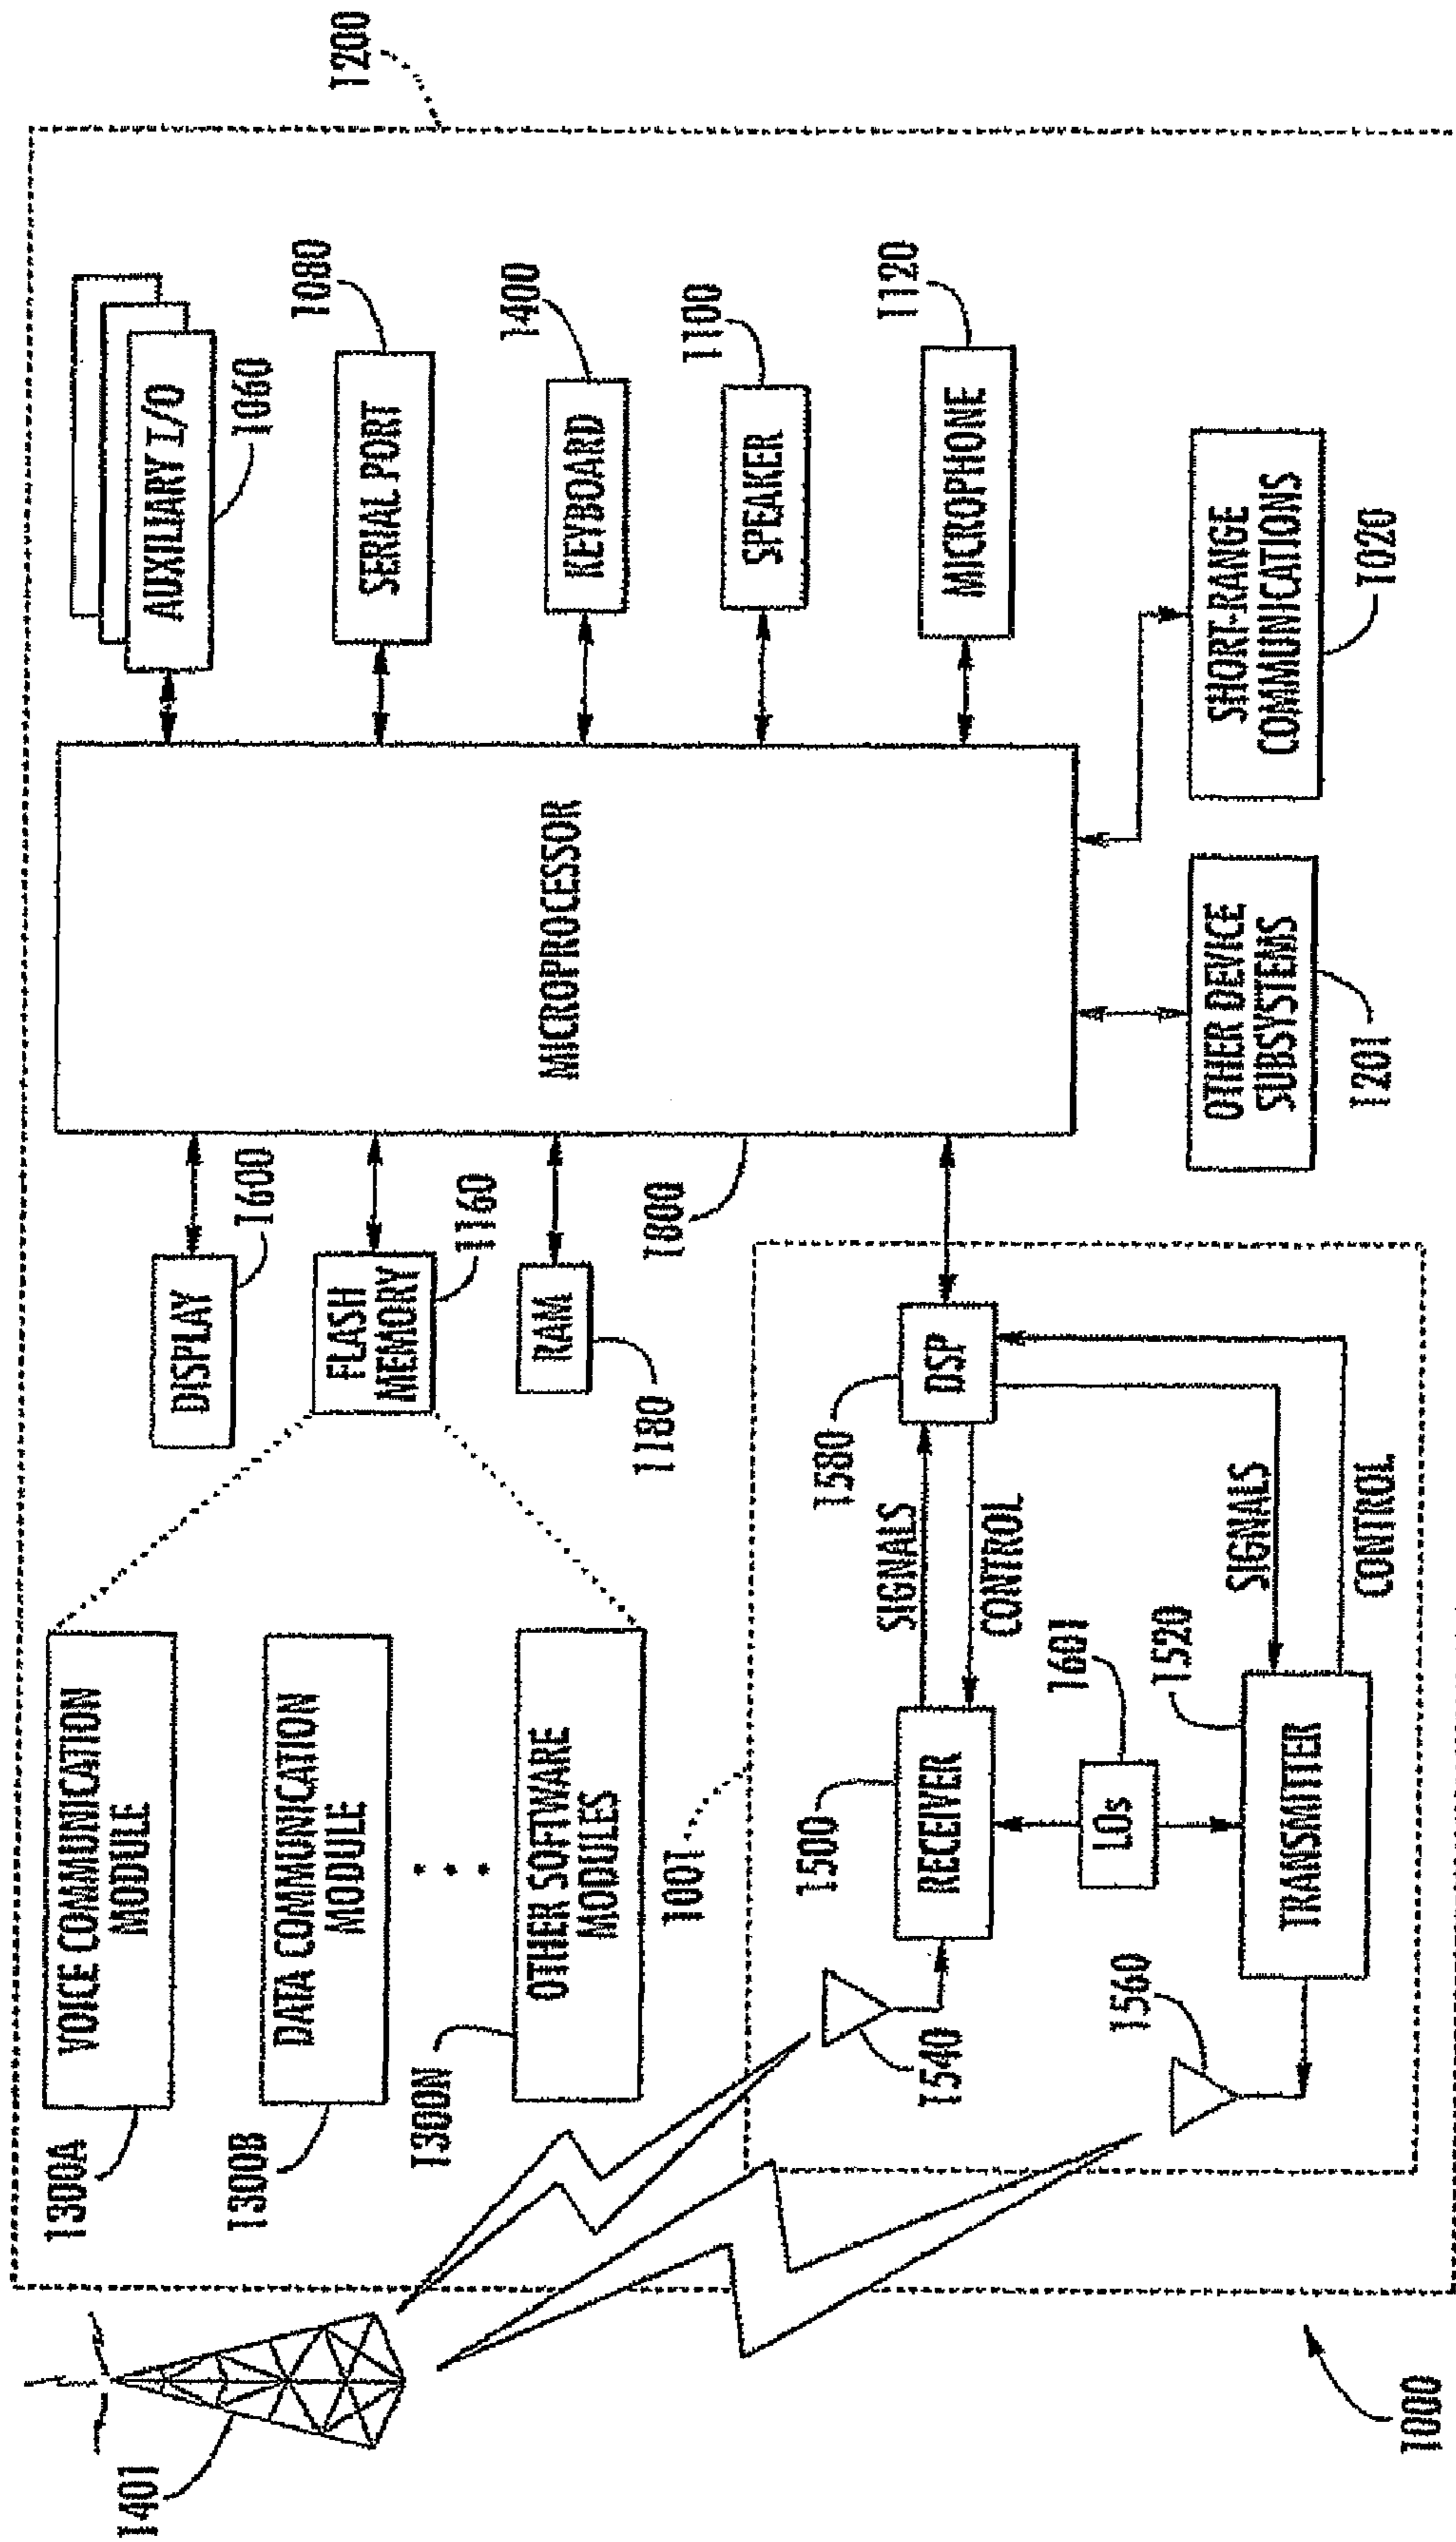 1401
1300A
VOICE COMMUNICATION
MODULE
1300B
DATA COMMUNICATION
MODULE
1300N
OTHER SOFTWARE
MODULES
DISPLAY
1600
FLASH
MEMORY
1160
RAM
1180
1800
MICROPROCESSOR
AUXILIARY I/O
1060
SERIAL PORT
1080
KEYBOARD
1400
SPEAKER
1100
MICROPHONE
1120
1200
1001
1500
RECEIVER
1540
SIGNALS
CONTROL
1580
DSP
1601
LOs
1560
1520
TRANSMITTER
SIGNALS
CONTROL
OTHER DEVICE
SUBSYSTEMS
1201
SHORT-RANGE
COMMUNICATIONS
1020
1000